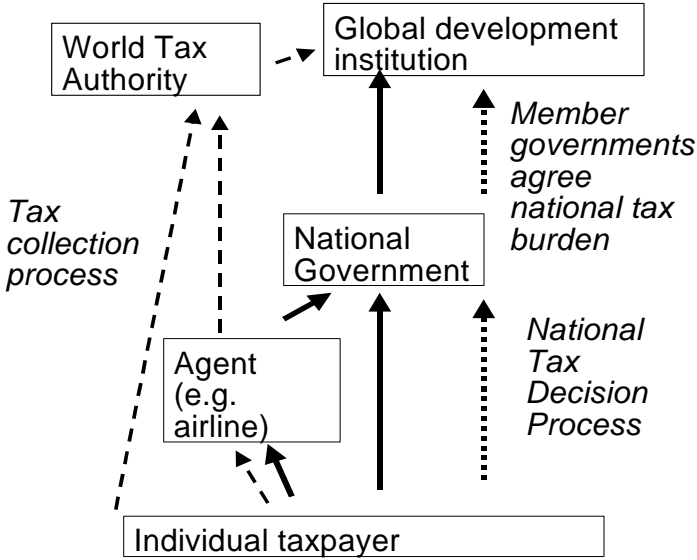 World Tax
Authority
Global development
institution
Member
governments
agree
national tax
burden
Tax
collection
process
National
Government
National
Tax
Decision
Process
Agent
(e.g.
airline)
Individual taxpayer